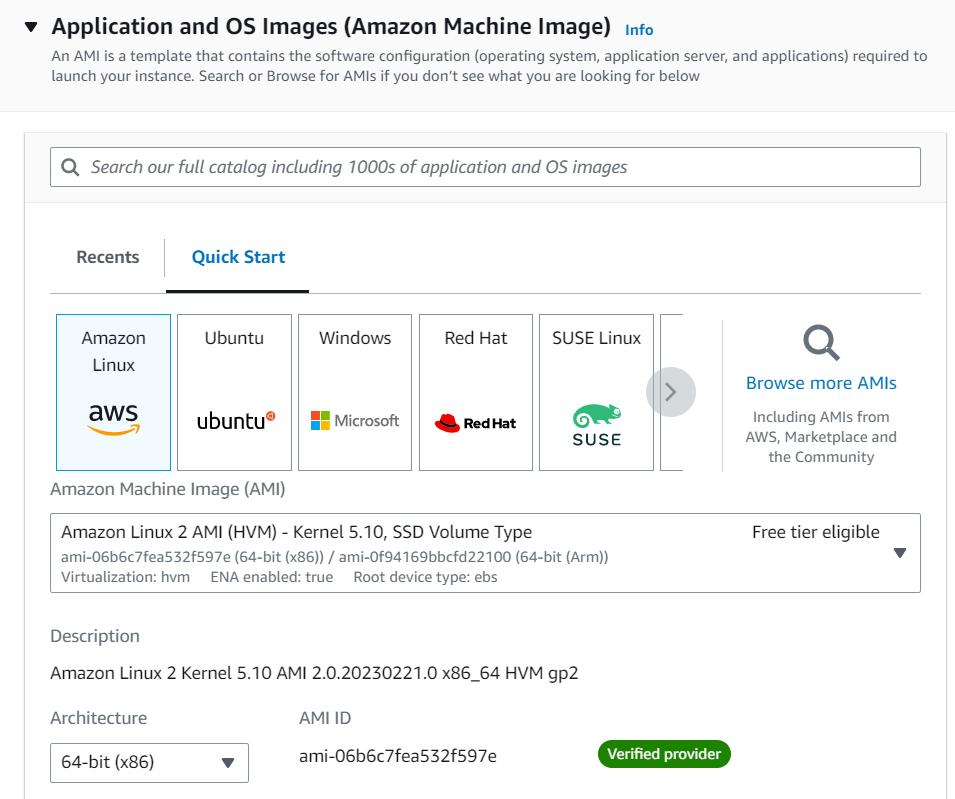 Application and OS Images (Amazon Machine Image) Info
An AMI is a template that contains the software configuration (operating system, application server, and applications) required to
launch your instance. Search or Browse for AMIs if you don't see what you are looking for below
Search our full catalog including 1000s of application and OS images
Recents
Quick Start
Amazon
Linux
aws
Ubuntu
ubuntu
Windows
Microsoft
Red Hat
Red Hat
SUSE Linux
SUSE
Browse more AMIs
Including AMIs from
AWS, Marketplace and
the Community
Amazon Machine Image (AMI)
Amazon Linux 2 AMI (HVM) - Kernel 5.10, SSD Volume Type
Free tier eligible
ami-06b6c7fea532f597e (64-bit (x86)) / ami-0f94169bbcfd22100 (64-bit (Arm))
Virtualization: hvm ENA enabled: true Root device type: ebs
Description
Amazon Linux 2 Kernel 5.10 AMI 2.0.20230221.0 x86_64 HVM gp2
Architecture
AMI ID
64-bit (x86)
ami-06b6c7fea532f597e
Verified provider